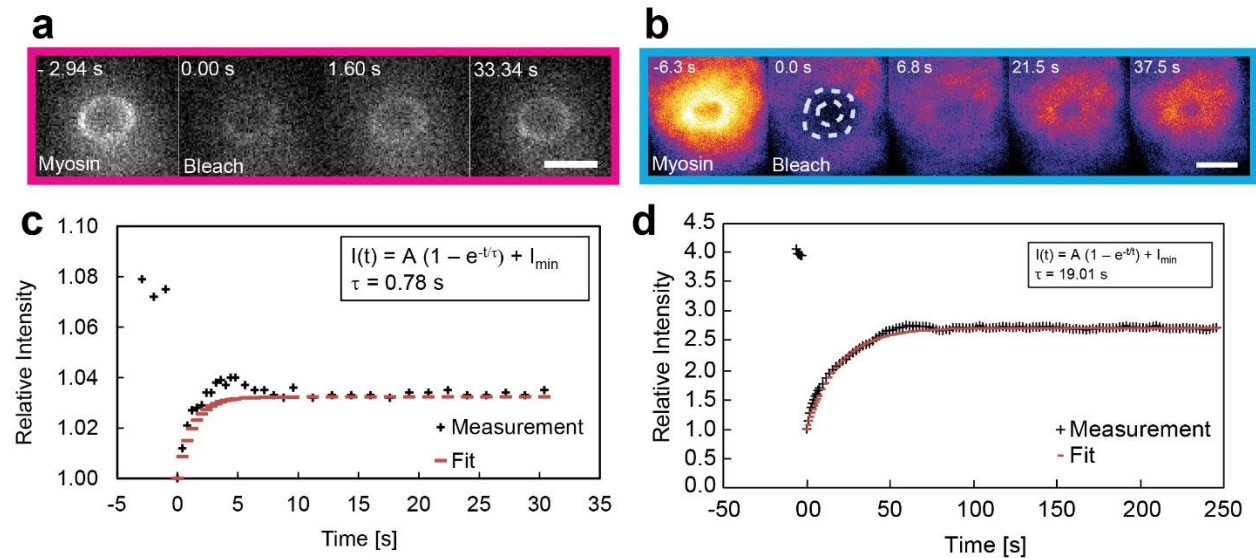 a
- 2.94 s
0.00 s
1.60 s
33:34 s
Myosin
Bleach
b
-6.3 s
0.0 s
6.8 s
21.5 s
37.5 s
Myosin
Bleach
c
1.10
1.08
1.06
1.04
1.02
1.00
Relative Intensity
I(t) = A (1 – e-t/τ) + Imin
τ = 0.78 s
Measurement
Fit
-5 0 5 10 15 20 25 30 35
Time [s]
d
4.5
4.0
3.5
3.0
2.5
2.0
1.5
1.0
0.5
0.0
Relative Intensity
I(t) = A (1 – e-t/t) + Imin
τ = 19.01 s
Measurement
Fit
-50 00 50 100 150 200 250
Time [s]